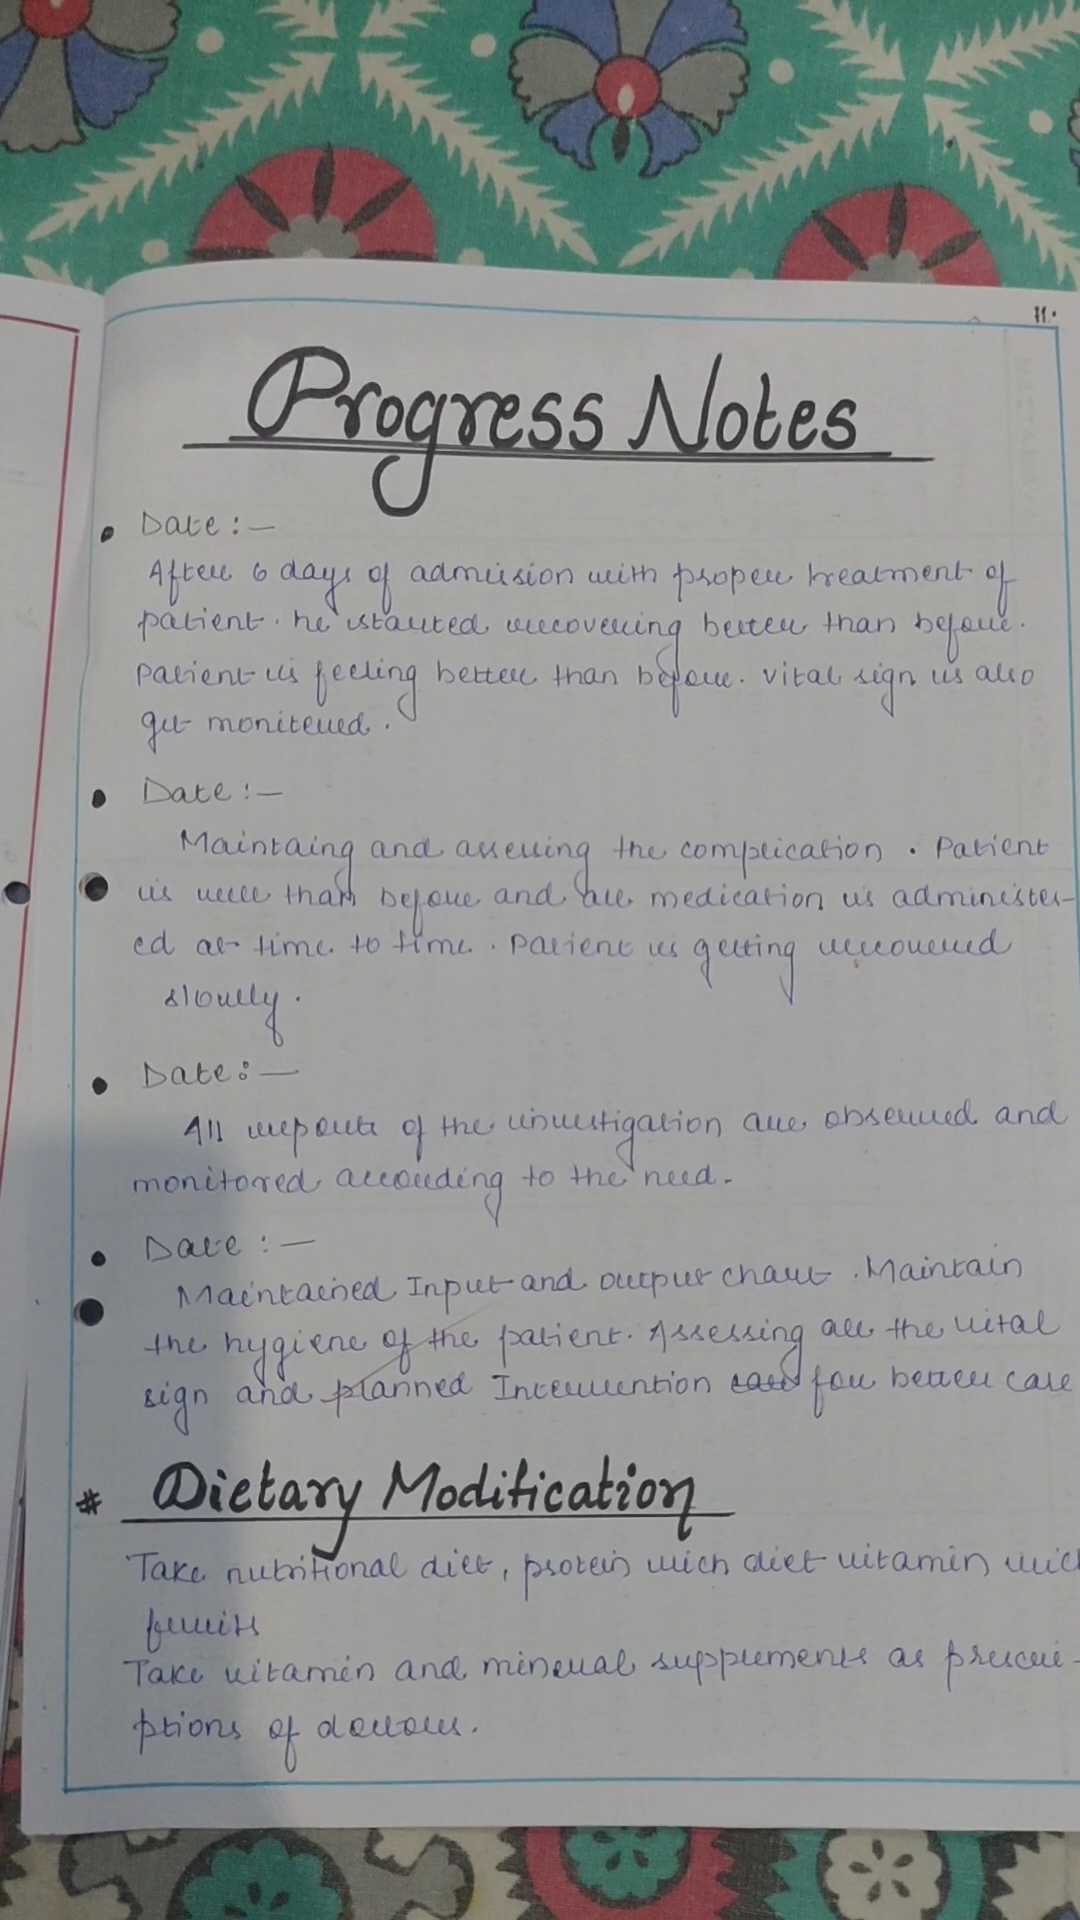 11.
Progress Notes
• Date :-
After 6 days of admission with proper treatment of
patient. he started recovering better than before.
Patient is feeling better than before. vital sign is also
get monitered.
• Date :-
Maintaing and assessing the complication. Patient
is well than before and all medication is administer-
ed at time to time. Patient is getting recovered
slowly.
• Date :-
All reports of the investigation are observed and
monitored according to the need.
• Date :-
Maintained Input and output chart. Maintain
the hygiene of the patient. Assessing all the vital
sign and planned Intervention for better care
# Dietary Modification
Take nutritional diet, protein rich diet vitamin rich
fruits
Take vitamin and mineral supplements as prescri-
ptions of doctors.